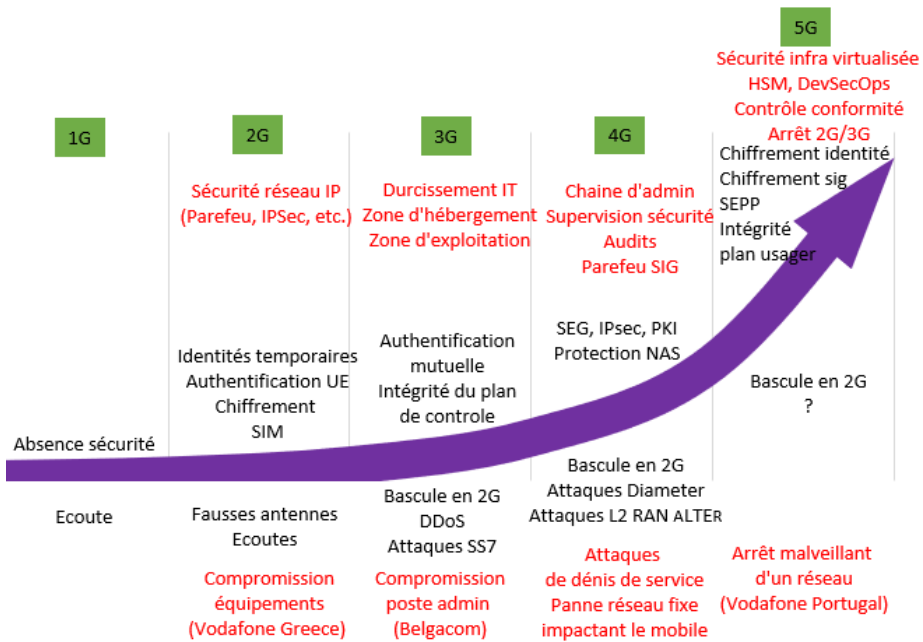 1G
Absence sécurité
Ecoute
2G
Sécurité réseau IP
(Parefeu, IPSec, etc.)
Identités temporaires
Authentification UE
Chiffrement
SIM
Fausses antennes
Ecoutes
Compromission
équipements
(Vodafone Greece)
3G
Durcissement IT
Zone d'hébergement
Zone d'exploitation
Authentification
mutuelle
Intégrité du plan
de controle
Bascule en 2G
DDoS
Attaques SS7
Compromission
poste admin
(Belgacom)
4G
Chaine d'admin
Supervision sécurité
Audits
Parefeu SIG
SEG, IPsec, PKI
Protection NAS
Bascule en 2G
Attaques Diameter
Attaques L2 RAN ALTER
Attaques
de dénis de service
Panne réseau fixe
impactant le mobile
5G
Sécurité infra virtualisée
HSM, DevSecOps
Contrôle conformité
Arrêt 2G/3G
Chiffrement identité
Chiffrement sig
SEPP
Intégrité
plan usager
Bascule en 2G
?
Arrêt malveillant
d'un réseau
(Vodafone Portugal)